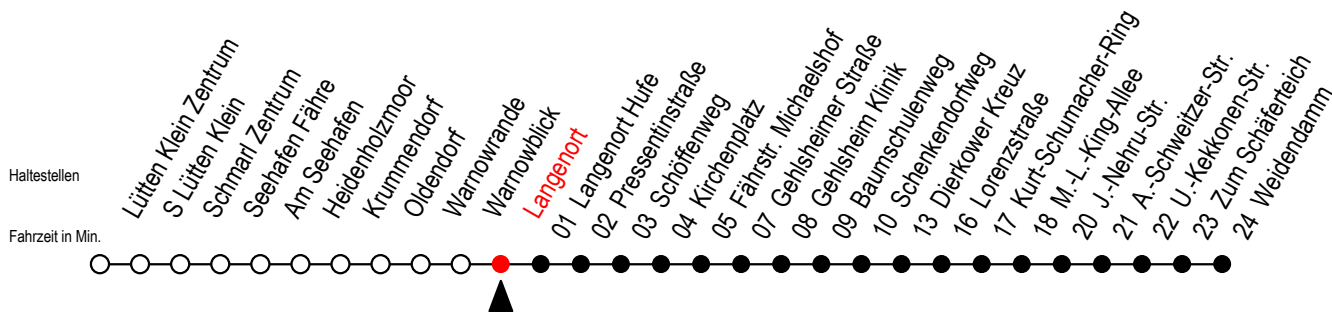 Haltestellen
Fahrzeit in Min.
Lütten Klein Zentrum
S Lütten Klein
Schmarl Zentrum
Seehafen Fähre
Am Seehafen
Heidenholzmoor
Krummendorf
Oldendorf
Warnowrande
Warnowblick
Langenort
01 Langenort Hufe
02 Pressentinstraße
03 Schöffenweg
04 Kirchenplatz
05 Fährstr. Michaelshof
07 Gehlsheimer Straße
08 Gehlsheim Klinik
09 Baumschulenweg
10 Schenkendorfweg
13 Dierkower Kreuz
16 Lorenzstraße
17 Kurt-Schumacher-Ring
18 M.-L.-King-Allee
20 J.-Nehru-Str.
21 A.-Schweitzer-Str.
22 U.-Kekkonen-Str.
23 Zum Schäferteich
24 Weidendamm